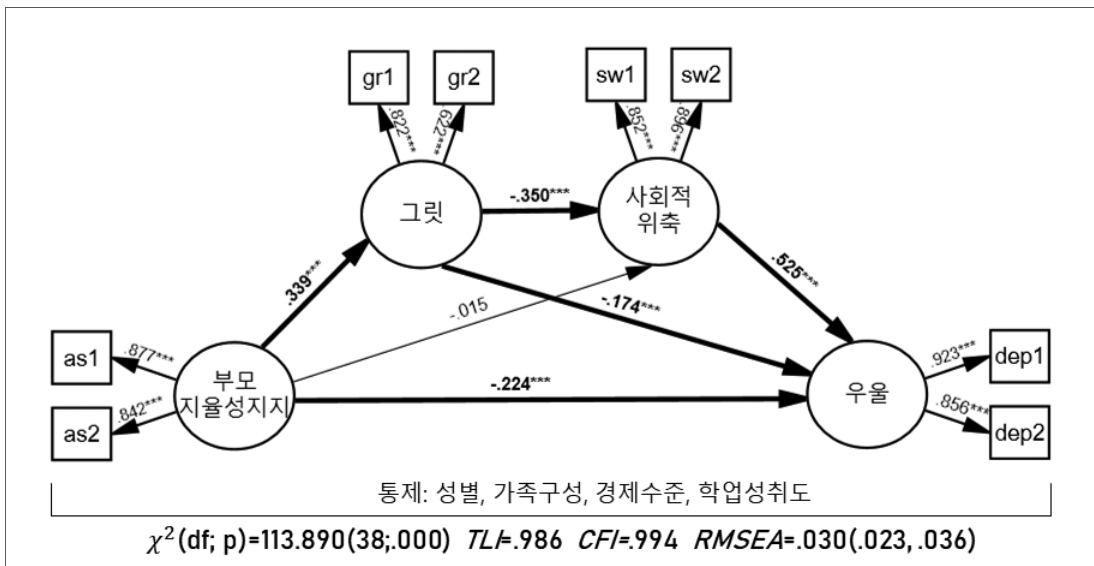 gr1 gr2 sw1 sw2
.822*** .622*** .852*** .896***
그릿
-.350***
사회적
위축
.339***
-.015
-.174***
.525***
as1
.877***
as2
.842***
부모
지율성지지
-.224***
우울
.923***
dep1
.856***
dep2
통제: 성별, 가족구성, 경제수준, 학업성취도
χ²(df; p)=113.890(38;.000) TLI=.986 CFI=.994 RMSEA=.030(.023, .036)